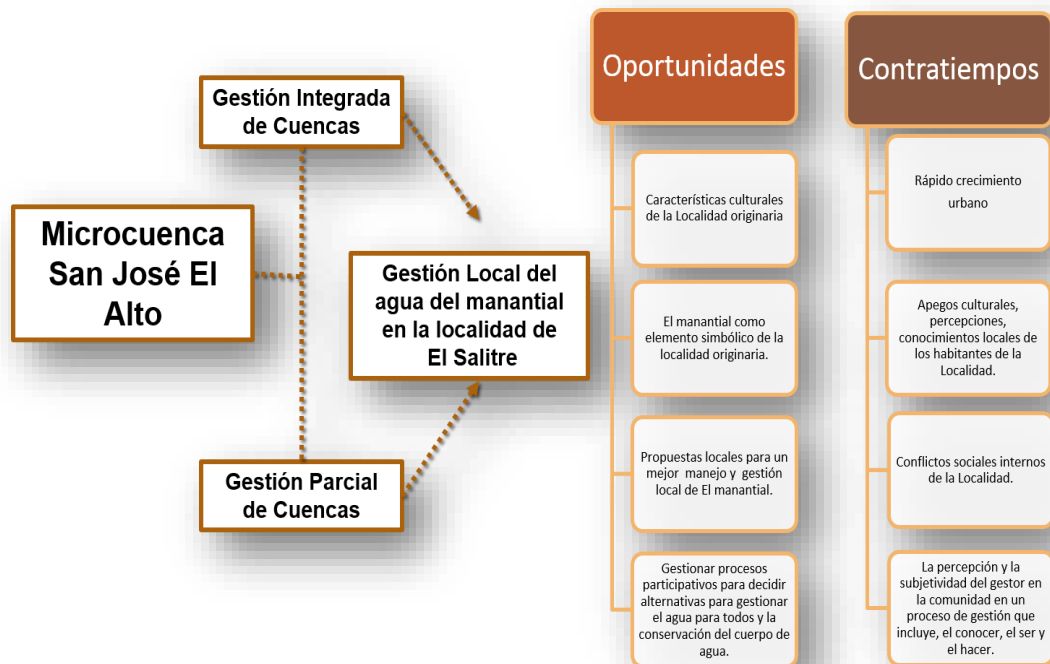 Microcuenca
San José El
Alto
Gestión Integrada
de Cuencas
Gestión Parcial
de Cuencas
Gestión Local del
agua del manantial
en la localidad de
El Salitre
Oportunidades
Características culturales
de la Localidad originaria
El manantial como
elemento simbólico de la
localidad originaria.
Propuestas locales para un
mejor manejo y gestión
local de El manantial.
Gestionar procesos
participativos para decidir
alternativas para gestionar
el agua para todos y la
conservación del cuerpo de
agua.
Contratiempos
Rápido crecimiento
urbano
Apegos culturales,
percepciones,
conocimientos locales de
los habitantes de la
Localidad.
Conflictos sociales internos
de la Localidad.
La percepción y la
subjetividad del gestor en
la comunidad en un
proceso de gestión que
incluye, el conocer, el ser y
el hacer.